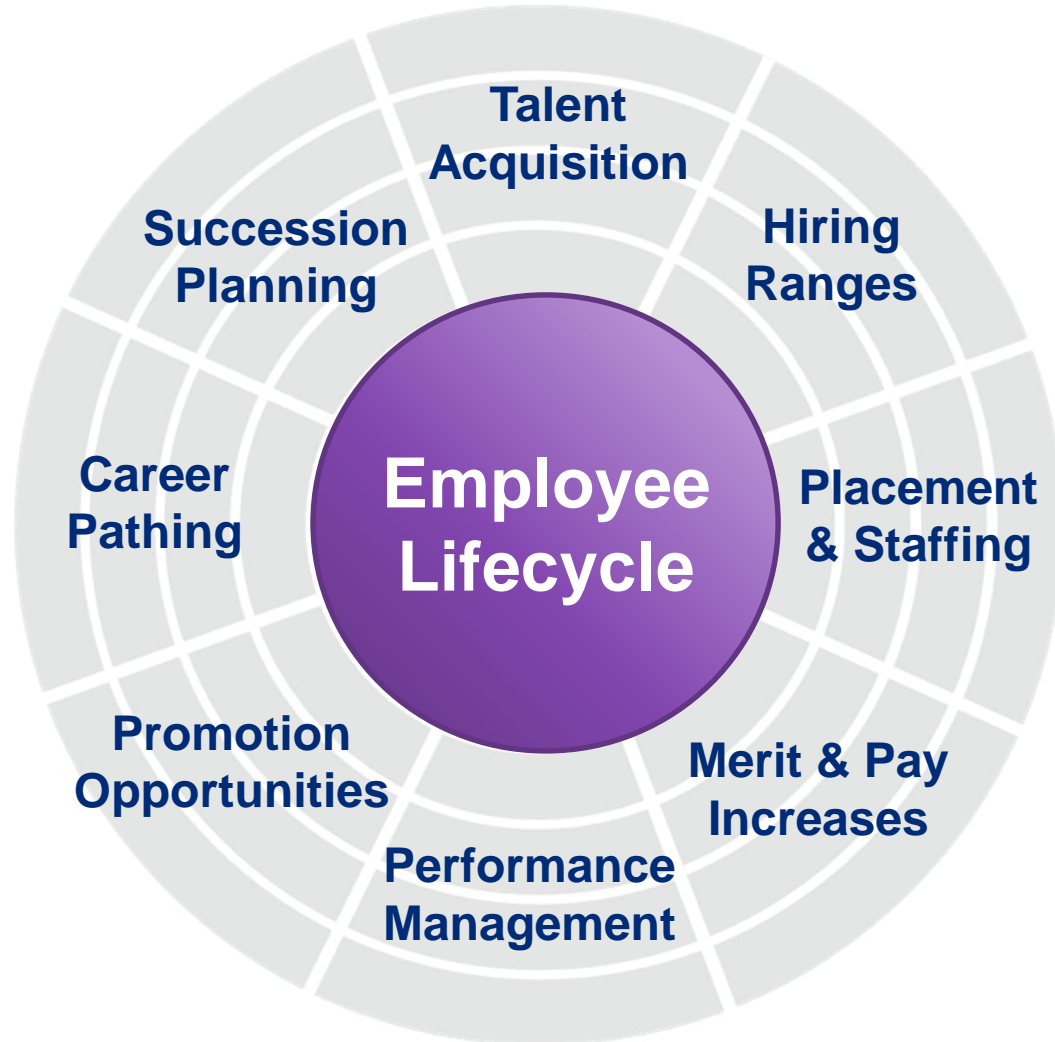 Talent
Acquisition
Hiring
Ranges
Placement
& Staffing
Merit & Pay
Increases
Performance
Management
Promotion
Opportunities
Career
Pathing
Succession
Planning
Employee
Lifecycle